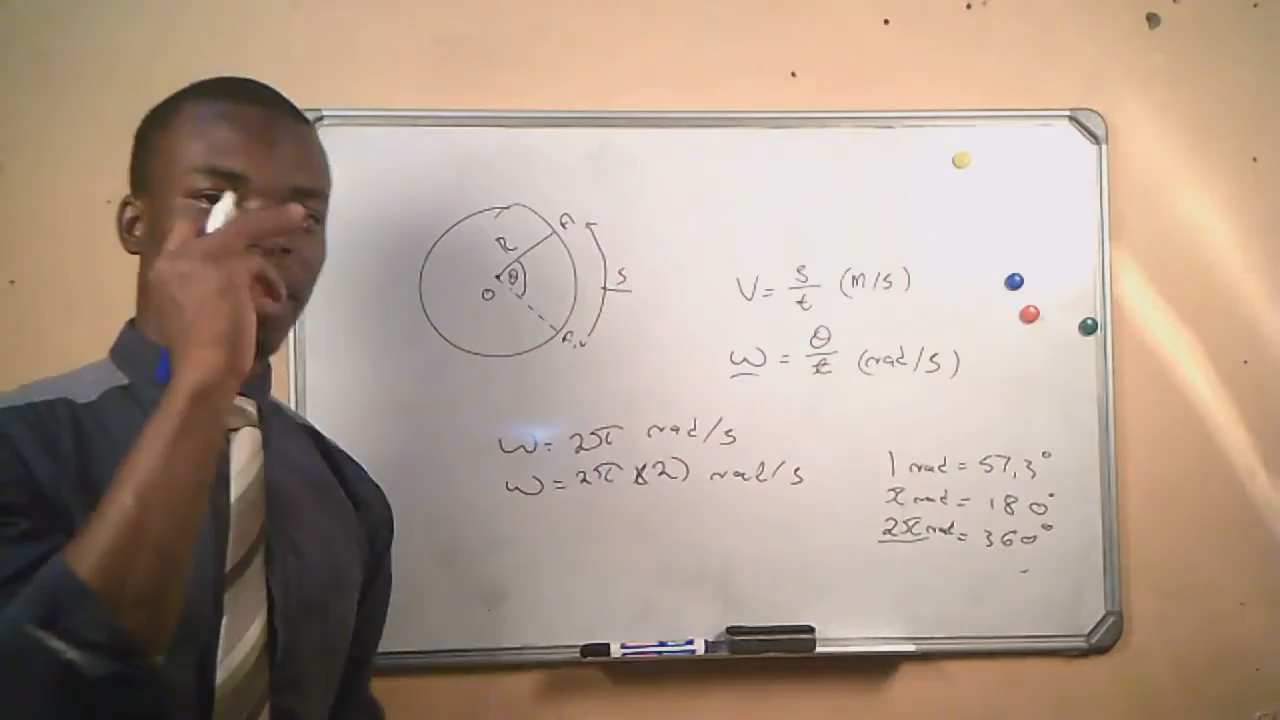 A
R
θ
S
O
V = s/t (m/s)
ω = θ/t (rad/s)
ω = 2π rad/s
ω = 2π x(2) rad/s
1 rad = 57,3°
π rad = 180°
2π rad = 360°